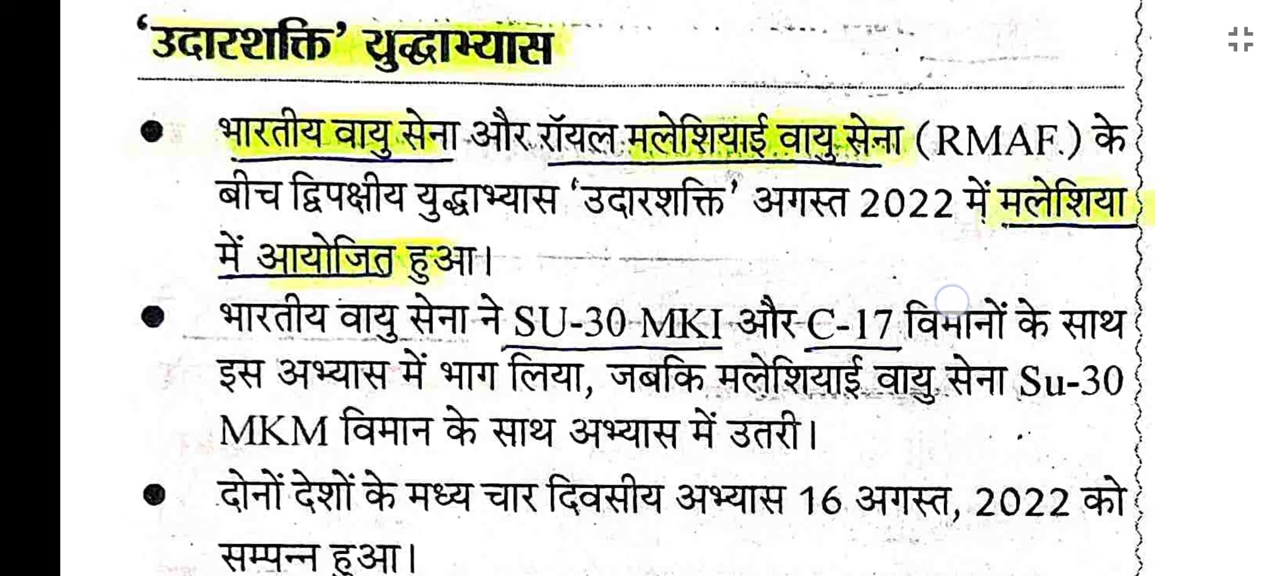 ‘उदारशक्ति’ युद्धाभ्यास
● भारतीय वायु सेना और रॉयल मलेशियाई वायु सेना (RMAF.) के
बीच द्विपक्षीय युद्धाभ्यास ‘उदारशक्ति’ अगस्त 2022 में मलेशिया
में आयोजित हुआ।
● भारतीय वायु सेना ने SU-30 MKI और C-17 विमानों के साथ
इस अभ्यास में भाग लिया, जबकि मलेशियाई वायु सेना Su-30
MKM विमान के साथ अभ्यास में उतरी।
● दोनों देशों के मध्य चार दिवसीय अभ्यास 16 अगस्त, 2022 को
सम्पन्न हुआ।